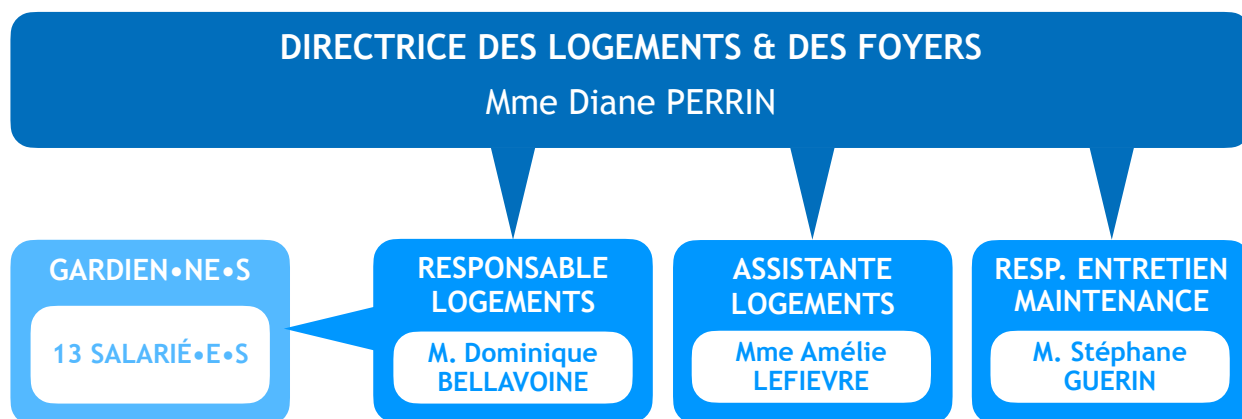 DIRECTRICE DES LOGEMENTS & DES FOYERS
Mme Diane PERRIN
GARDIEN•NE•S
13 SALARIÉ•E•S
RESPONSABLE
LOGEMENTS
M. Dominique
BELLAVOINE
ASSISTANTE
LOGEMENTS
Mme Amélie
LEFIEVRE
RESP. ENTRETIEN
MAINTENANCE
M. Stéphane
GUERIN